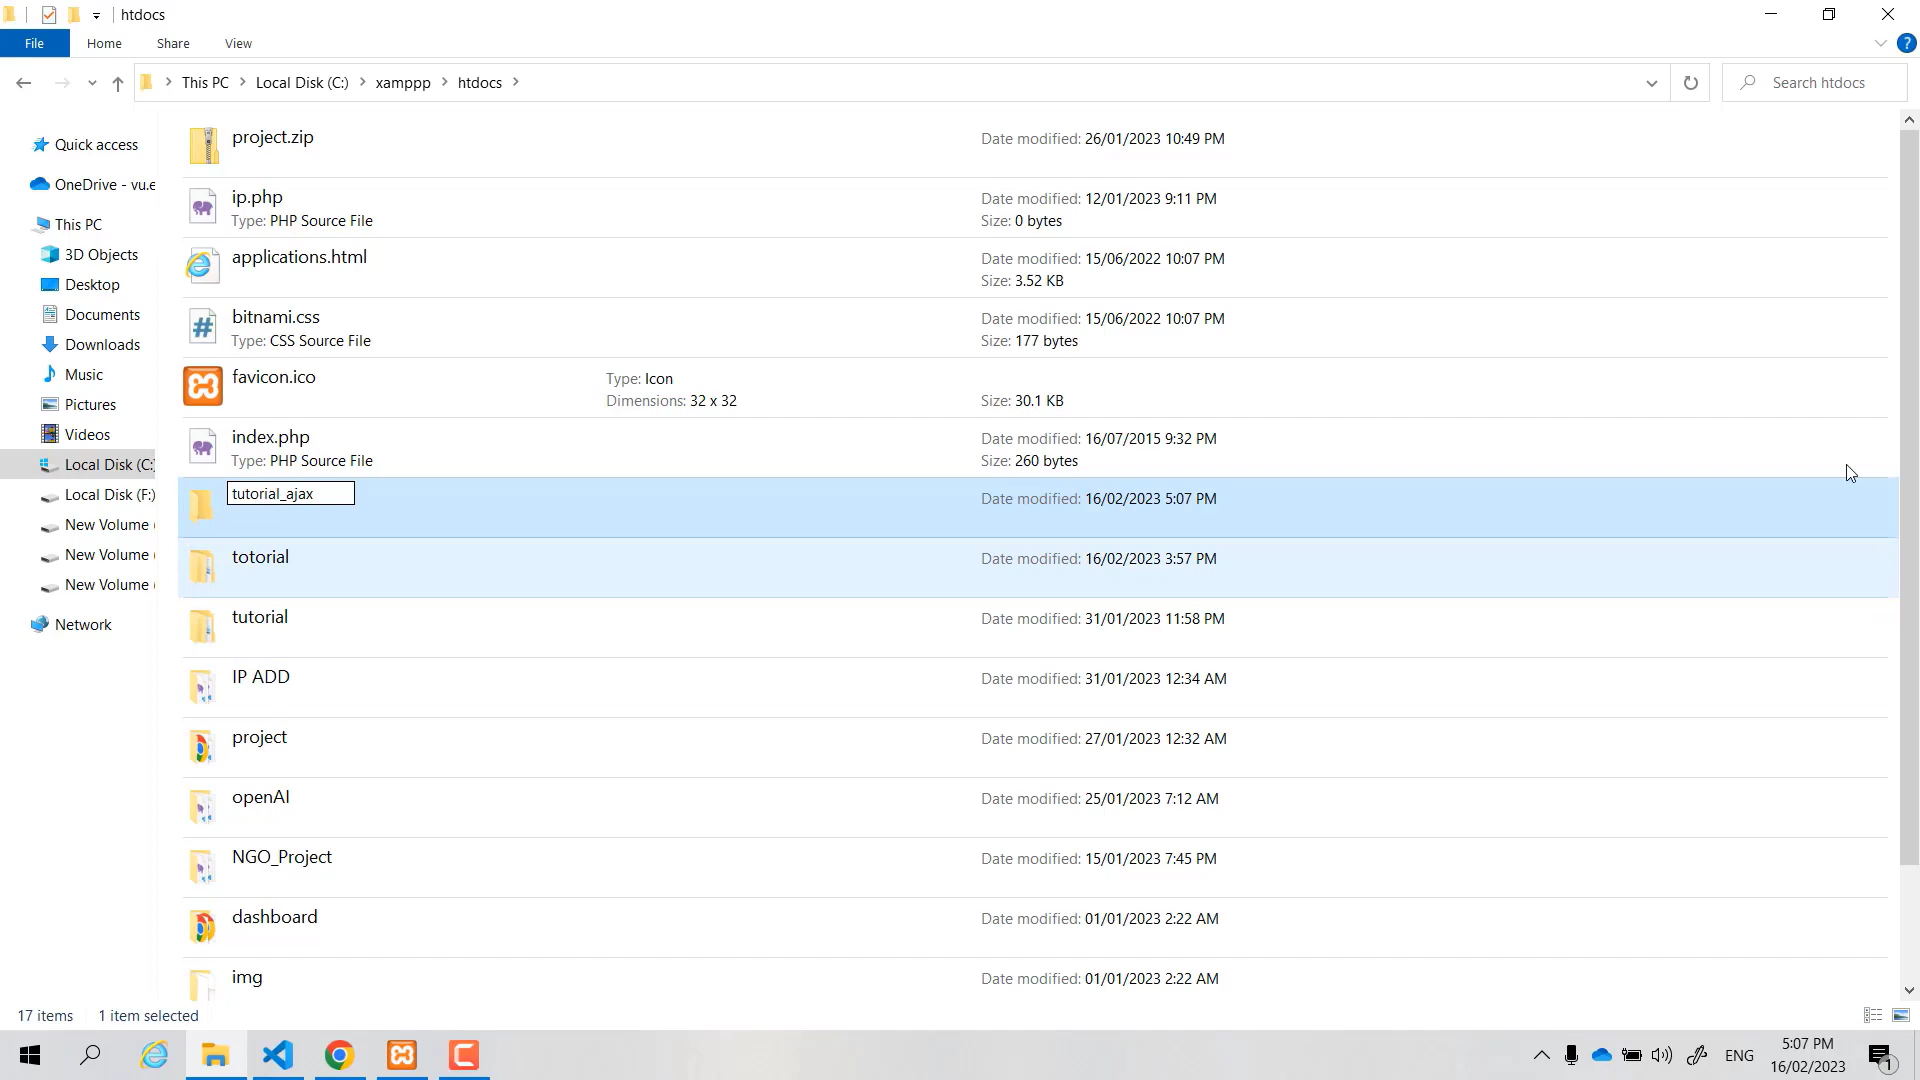 htdocs
File Home Share View
This PC Local Disk (C:) xamppp htdocs
Search htdocs
Quick access
OneDrive - vu.e
This PC
3D Objects
Desktop
Documents
Downloads
Music
Pictures
Videos
Local Disk (C:)
Local Disk (F:)
New Volume (
New Volume (
New Volume (
Network
project.zip
Date modified: 26/01/2023 10:49 PM
ip.php
Type: PHP Source File
Date modified: 12/01/2023 9:11 PM
Size: 0 bytes
applications.html
Date modified: 15/06/2022 10:07 PM
Size: 3.52 KB
bitnami.css
Type: CSS Source File
Date modified: 15/06/2022 10:07 PM
Size: 177 bytes
favicon.ico
Type: Icon
Dimensions: 32 x 32
Size: 30.1 KB
index.php
Type: PHP Source File
Date modified: 16/07/2015 9:32 PM
Size: 260 bytes
tutorial_ajax
Date modified: 16/02/2023 5:07 PM
totorial
Date modified: 16/02/2023 3:57 PM
tutorial
Date modified: 31/01/2023 11:58 PM
IP ADD
Date modified: 31/01/2023 12:34 AM
project
Date modified: 27/01/2023 12:32 AM
openAI
Date modified: 25/01/2023 7:12 AM
NGO_Project
Date modified: 15/01/2023 7:45 PM
dashboard
Date modified: 01/01/2023 2:22 AM
img
Date modified: 01/01/2023 2:22 AM
17 items 1 item selected
ENG
5:07 PM
16/02/2023
1